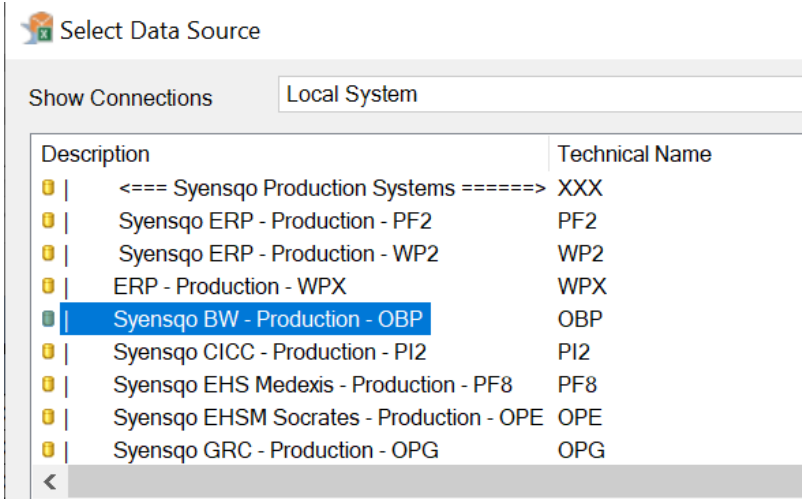 Select Data Source
Show Connections Local System
Description Technical Name
| <=== Syensqo Production Systems ======> XXX
| Syensqo ERP - Production - PF2 PF2
| Syensqo ERP - Production - WP2 WP2
| ERP - Production - WPX WPX
| Syensqo BW - Production - OBP OBP
| Syensqo CICC - Production - PI2 PI2
| Syensqo EHS Medexis - Production - PF8 PF8
| Syensqo EHSM Socrates - Production - OPE OPE
| Syensqo GRC - Production - OPG OPG